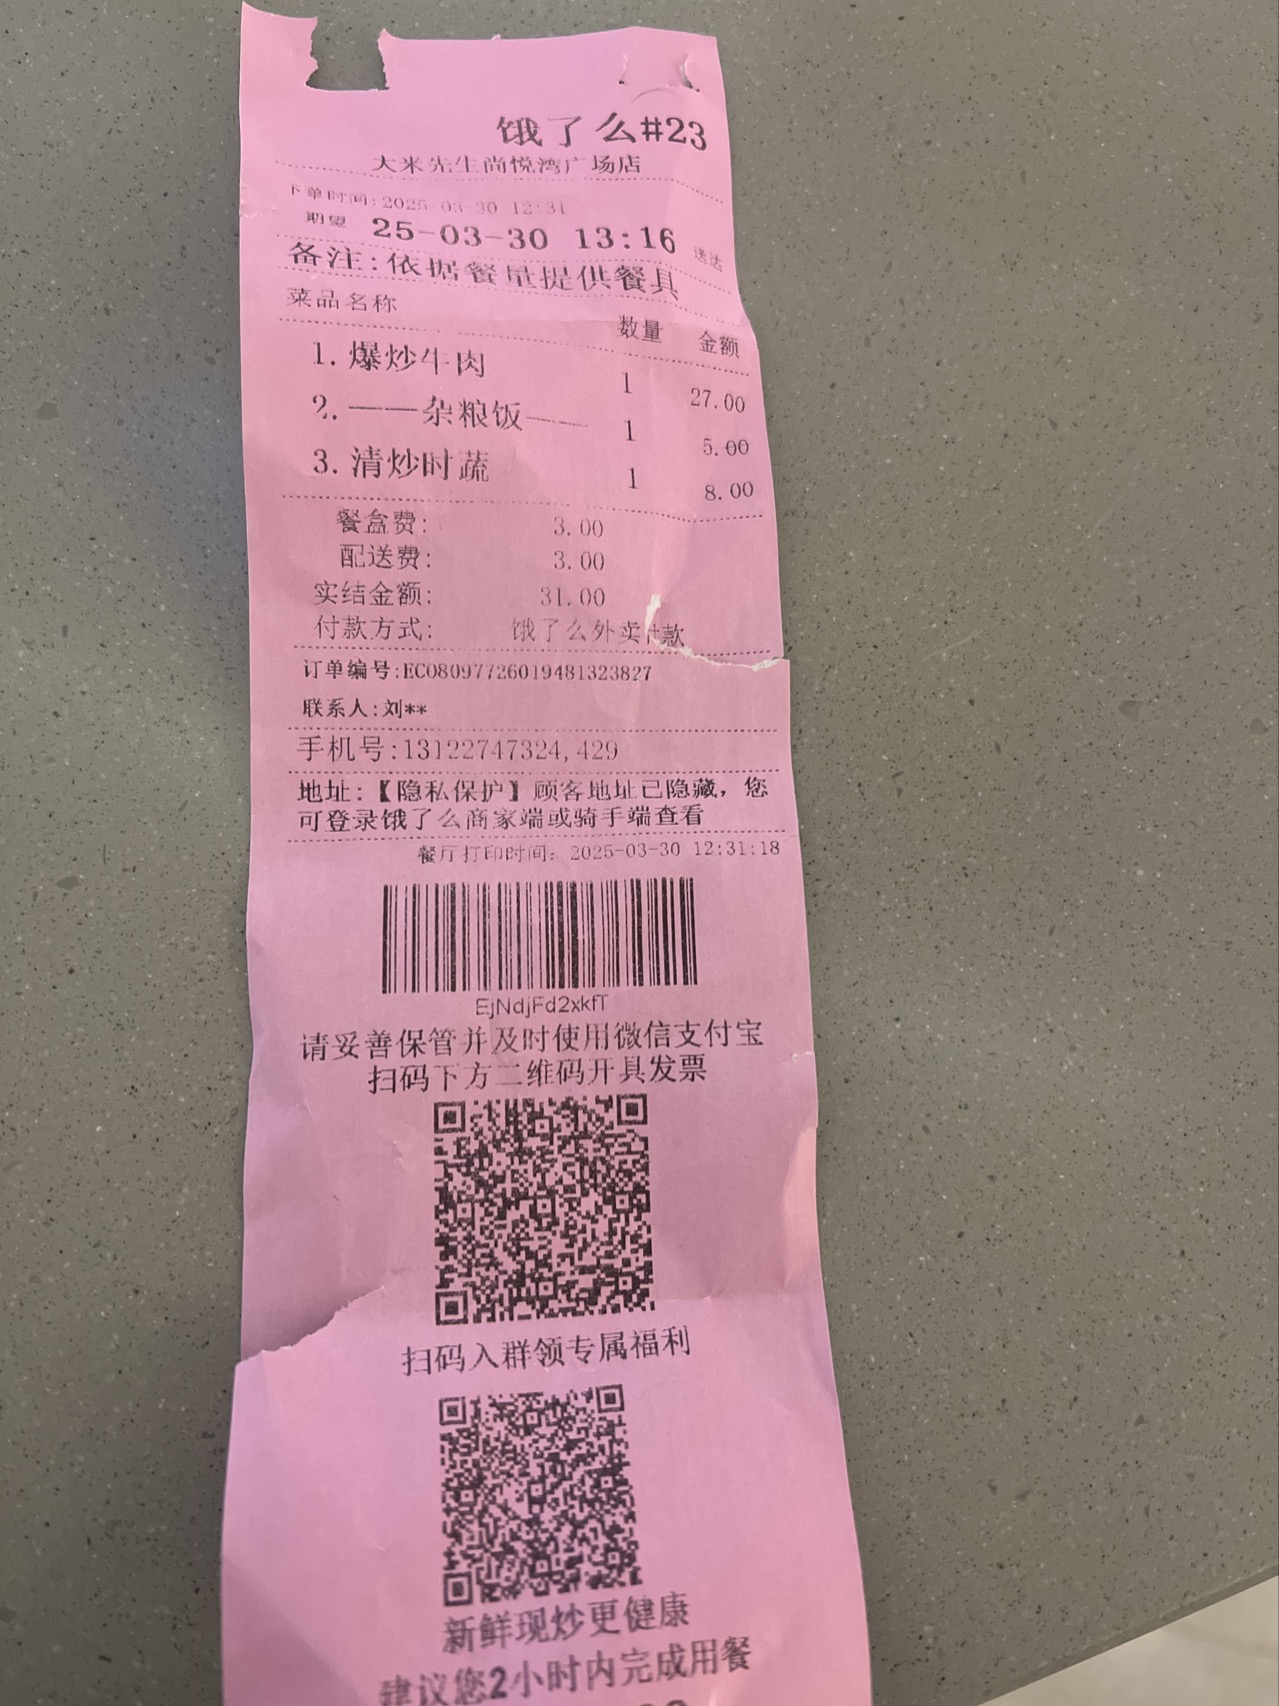 饿了么#23
大米先生尚悦湾广场店
下单时间:2025-03-30 12:31
期望 25-03-30 13:16 送达
备注:依据餐量提供餐具
菜品名称 数量 金额
1. 爆炒牛肉 1 27.00
2. ——杂粮饭—— 1 5.00
3. 清炒时蔬 1 8.00
餐盒费: 3.00
配送费: 3.00
实结金额: 31.00
付款方式: 饿了么外卖付款
订单编号:EC0809772601948132382​7
联系人:刘**
手机号:13122747324,429
地址:【隐私保护】顾客地址已隐藏，您
可登录饿了么商家端或骑手端查看
餐厅打印时间: 2025-03-30 12:31:18
EjNdjFd2xkfT
请妥善保管并及时使用微信支付宝
扫码下方二维码开具发票
扫码入群领专属福利
新鲜现炒更健康
建议您2小时内完成用餐